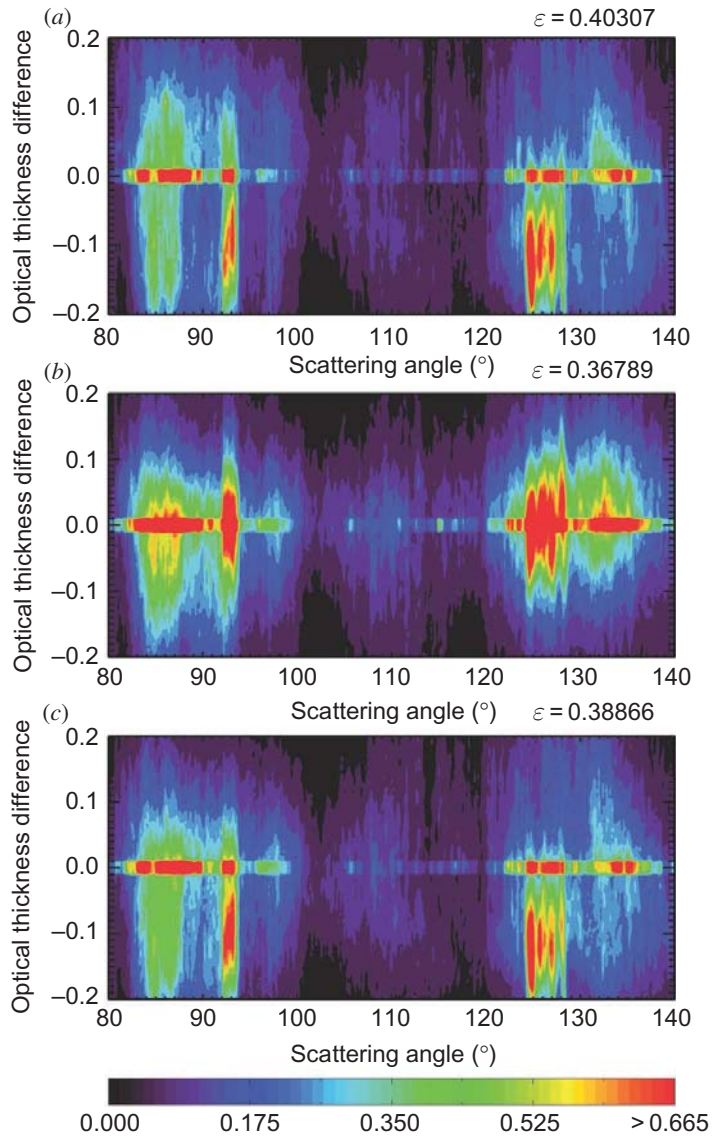 (a) ε = 0.40307
0.2
0.1
0.0
−0.1
−0.2
Optical thickness difference
80 90 100 110 120 130 140
Scattering angle (°)
(b) ε = 0.36789
0.2
0.1
0.0
−0.1
−0.2
Optical thickness difference
80 90 100 110 120 130 140
Scattering angle (°)
(c) ε = 0.38866
0.2
0.1
0.0
−0.1
−0.2
Optical thickness difference
80 90 100 110 120 130 140
Scattering angle (°)
0.000 0.175 0.350 0.525 > 0.665